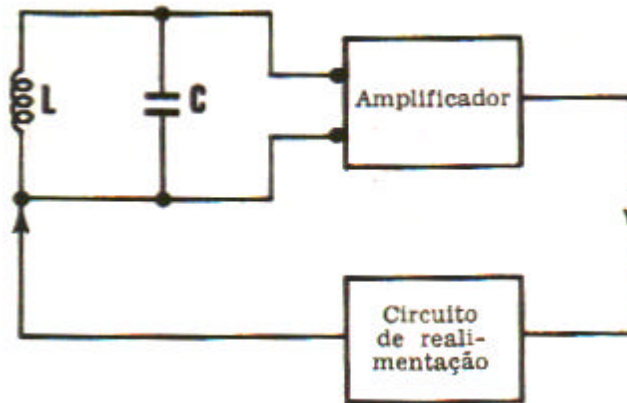 L
C
Amplificador
Circuito
de reali-
mentação